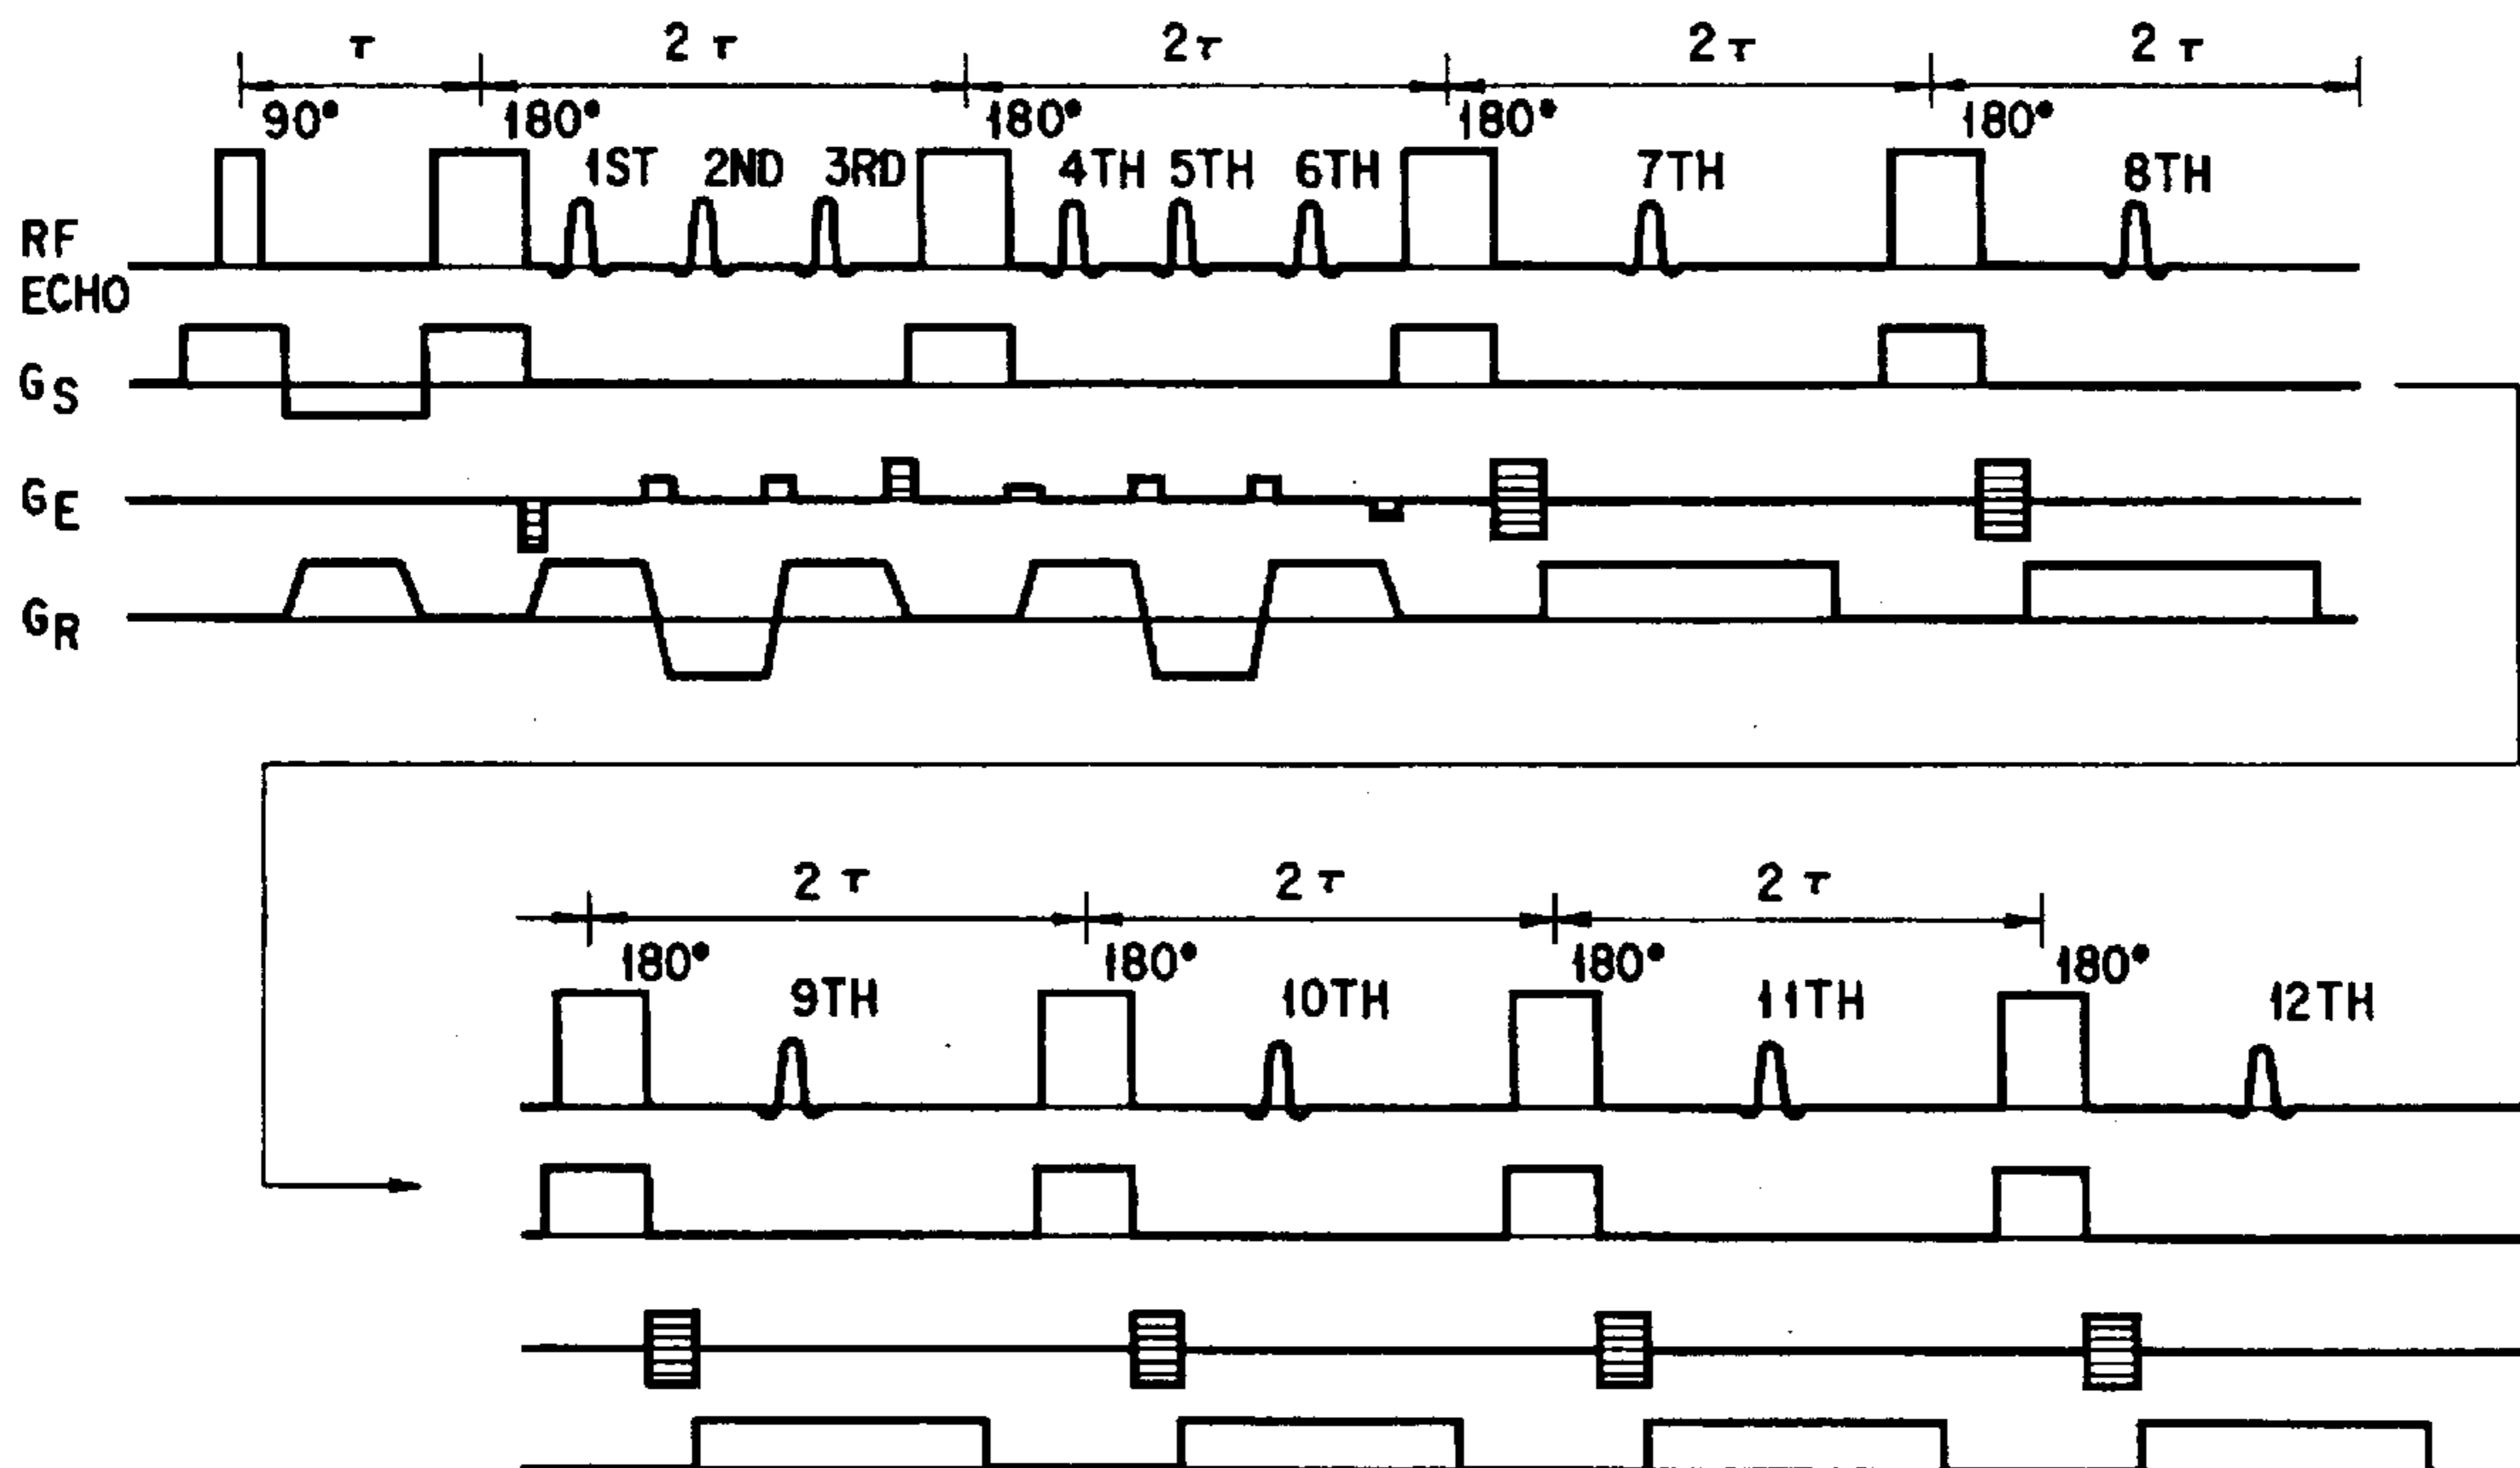 τ 2 τ 2τ 2 τ 2 τ
90° 180° 180° 180° 180°
1ST 2ND 3RD 4TH 5TH 6TH 7TH 8TH
RF
ECHO
GS
GE
GR
2 τ 2 τ 2 τ
180° 180° 180° 180°
9TH 10TH 11TH 12TH